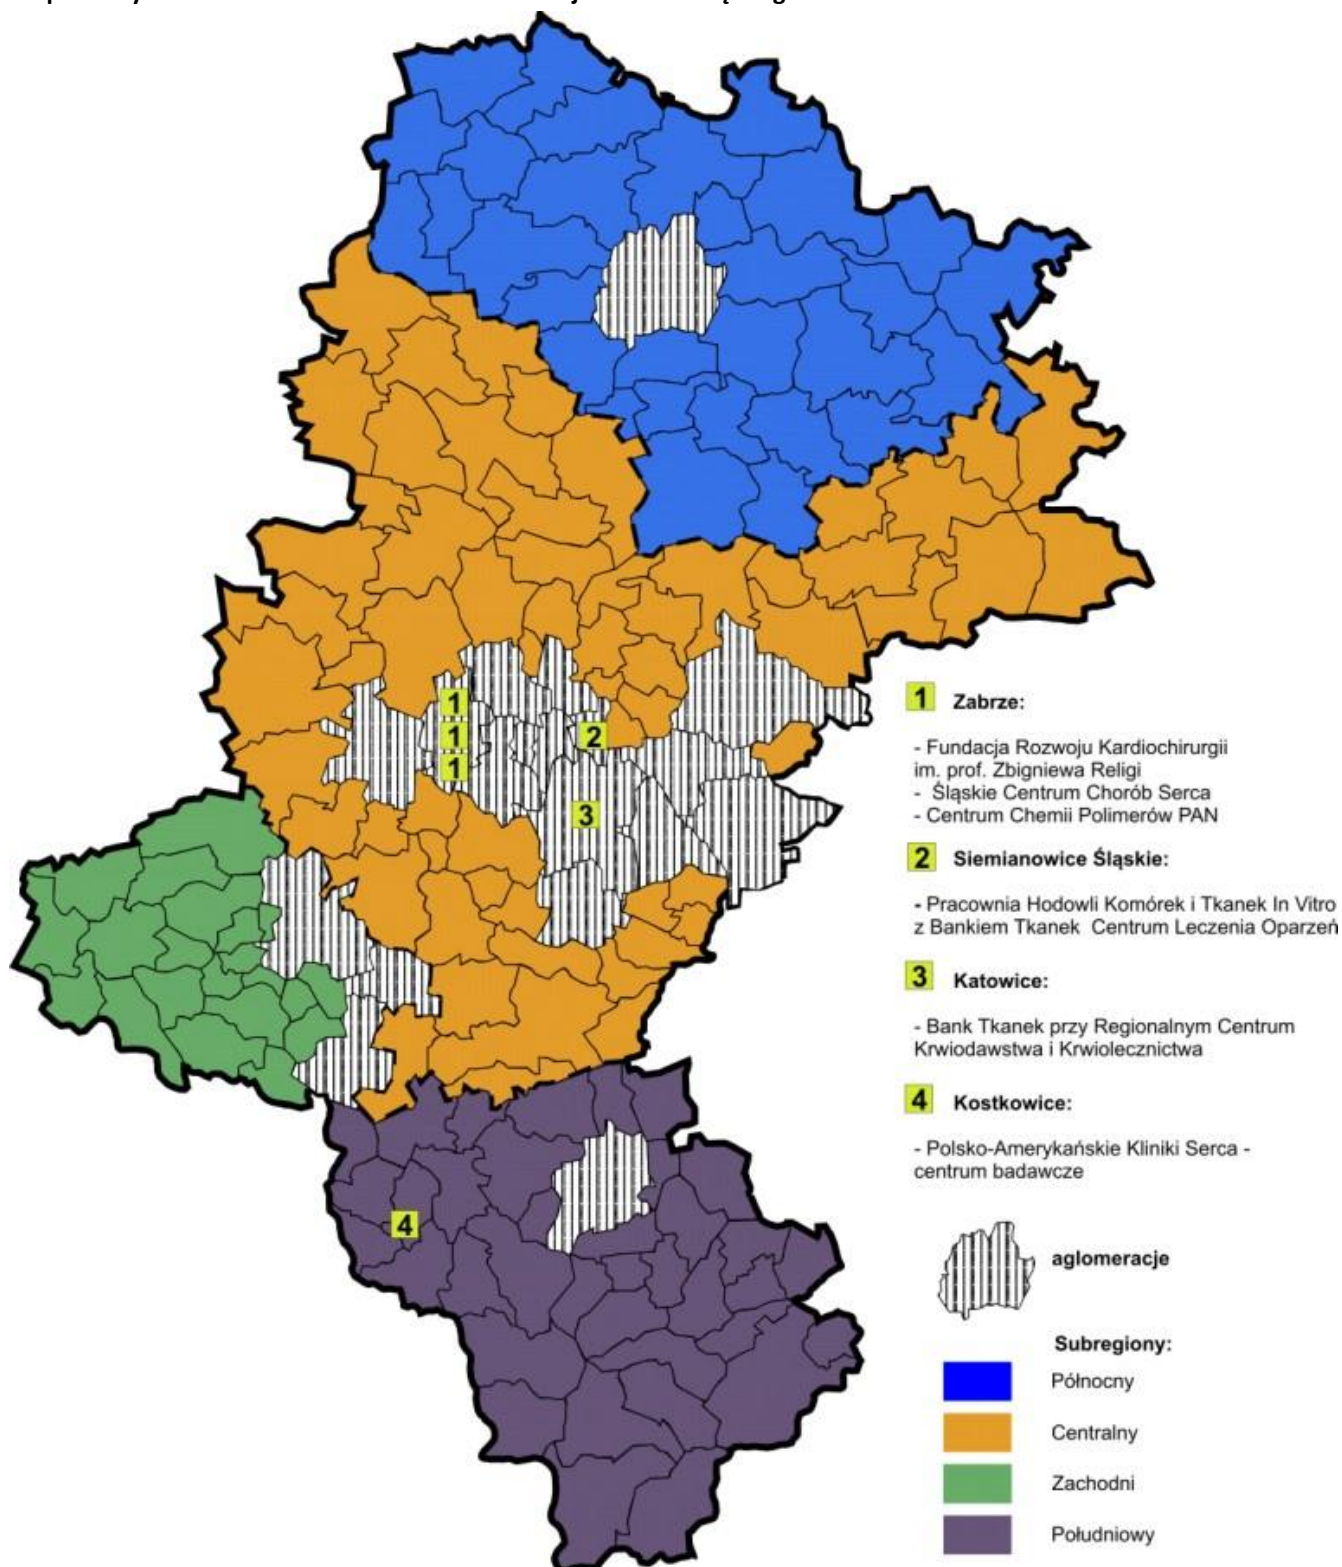 1
1
1
2
3
4
1 Zabrze:
- Fundacja Rozwoju Kardiochirurgii
im. prof. Zbigniewa Religi
- Śląskie Centrum Chorób Serca
- Centrum Chemii Polimerów PAN
2 Siemianowice Śląskie:
- Pracownia Hodowli Komórek i Tkanek In Vitro
z Bankiem Tkanek Centrum Leczenia Oparzeń
3 Katowice:
- Bank Tkanek przy Regionalnym Centrum
Krwiodawstwa i Krwiolecznictwa
4 Kostkowice:
- Polsko-Amerykańskie Kliniki Serca -
centrum badawcze
aglomeracje
Subregiony:
Północny
Centralny
Zachodni
Południowy